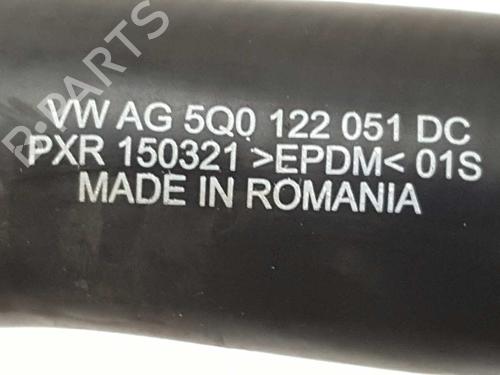 VW AG 5Q0 122 051 DC
PXR 150321 >EPDM< 01S
MADE IN ROMANIA
B-PARTS